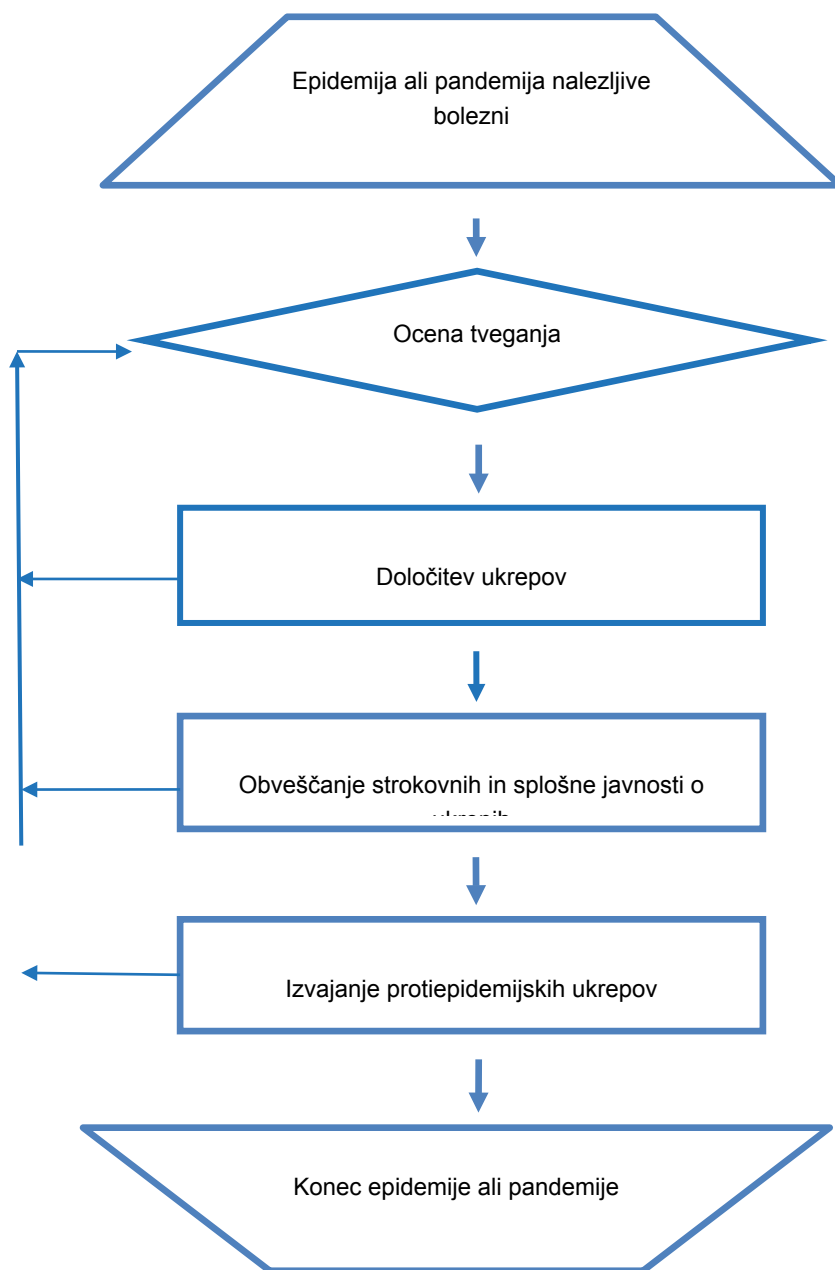 Epidemija ali pandemija nalezljive
bolezni
Ocena tveganja
Določitev ukrepov
Obveščanje strokovnih in splošne javnosti o
Izvajanje protiepidemijskih ukrepov
Konec epidemije ali pandemije